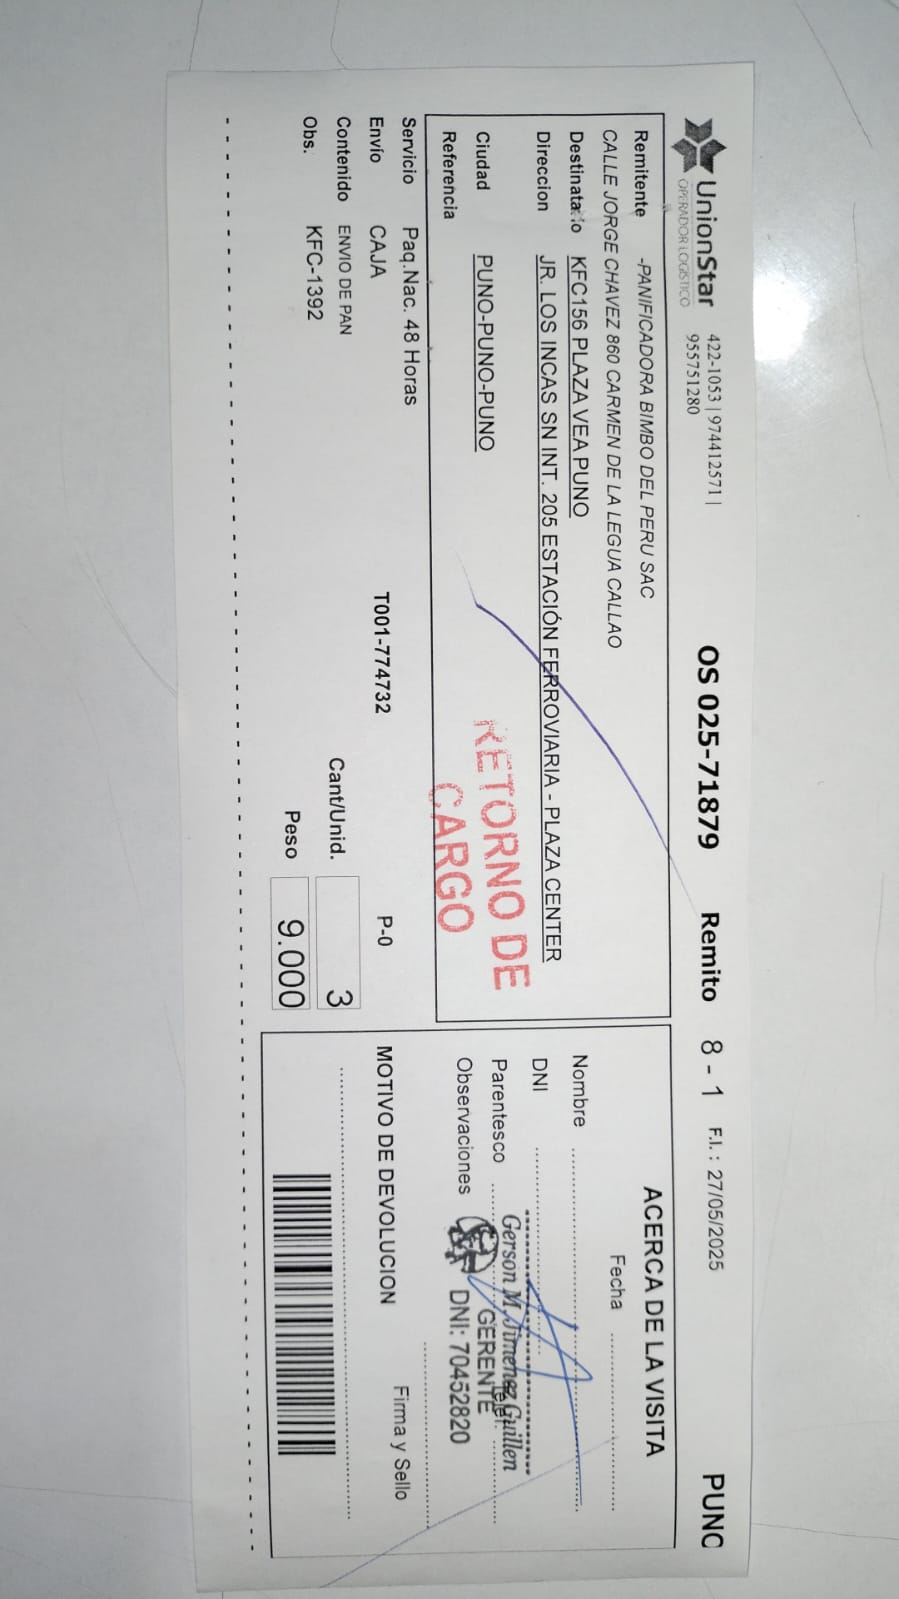 UnionStar
OPERADOR LOGÍSTICO
422-1053 | 974412571 |
955751280
OS 025-71879 Remito 8 - 1 F.I. : 27/05/2025 PUNO
Remitente -PANIFICADORA BIMBO DEL PERU SAC
CALLE JORGE CHAVEZ 860 CARMEN DE LA LEGUA CALLAO
Destinatario KFC156 PLAZA VEA PUNO
Direccion JR. LOS INCAS SN INT. 205 ESTACIÓN FERROVIARIA - PLAZA CENTER
Ciudad PUNO-PUNO-PUNO
Referencia
RETORNO DE
CARGO
Servicio Paq.Nac. 48 Horas
Envío CAJA T001-774732 P-0
Contenido ENVIO DE PAN Cant/Unid. 3
Obs. KFC-1392 Peso 9.000
ACERCA DE LA VISITA
Fecha
Nombre
DNI
Parentesco
Observaciones
Gerson M. Jimenez Guillen
GERENTE
DNI: 70452820
Firma y Sello
MOTIVO DE DEVOLUCION